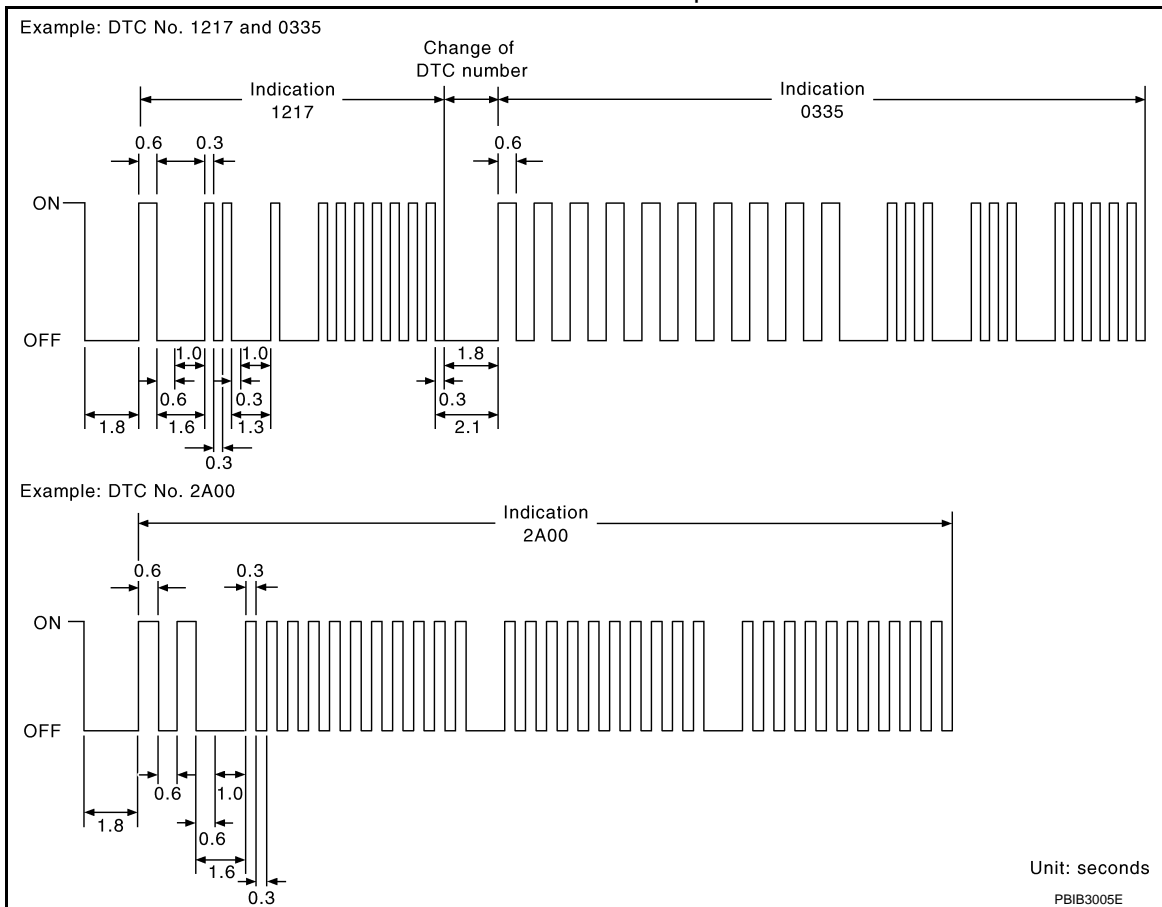 Example: DTC No. 1217 and 0335
Change of
DTC number
Indication
1217
Indication
0335
0.6
0.3
0.6
ON
OFF
1.0
1.0
1.8
0.6
0.3
0.3
1.8
1.6
1.3
2.1
0.3
Example: DTC No. 2A00
Indication
2A00
0.6
0.3
ON
OFF
0.6
1.0
1.8
0.6
1.6
0.3
Unit: seconds
PBIB3005E